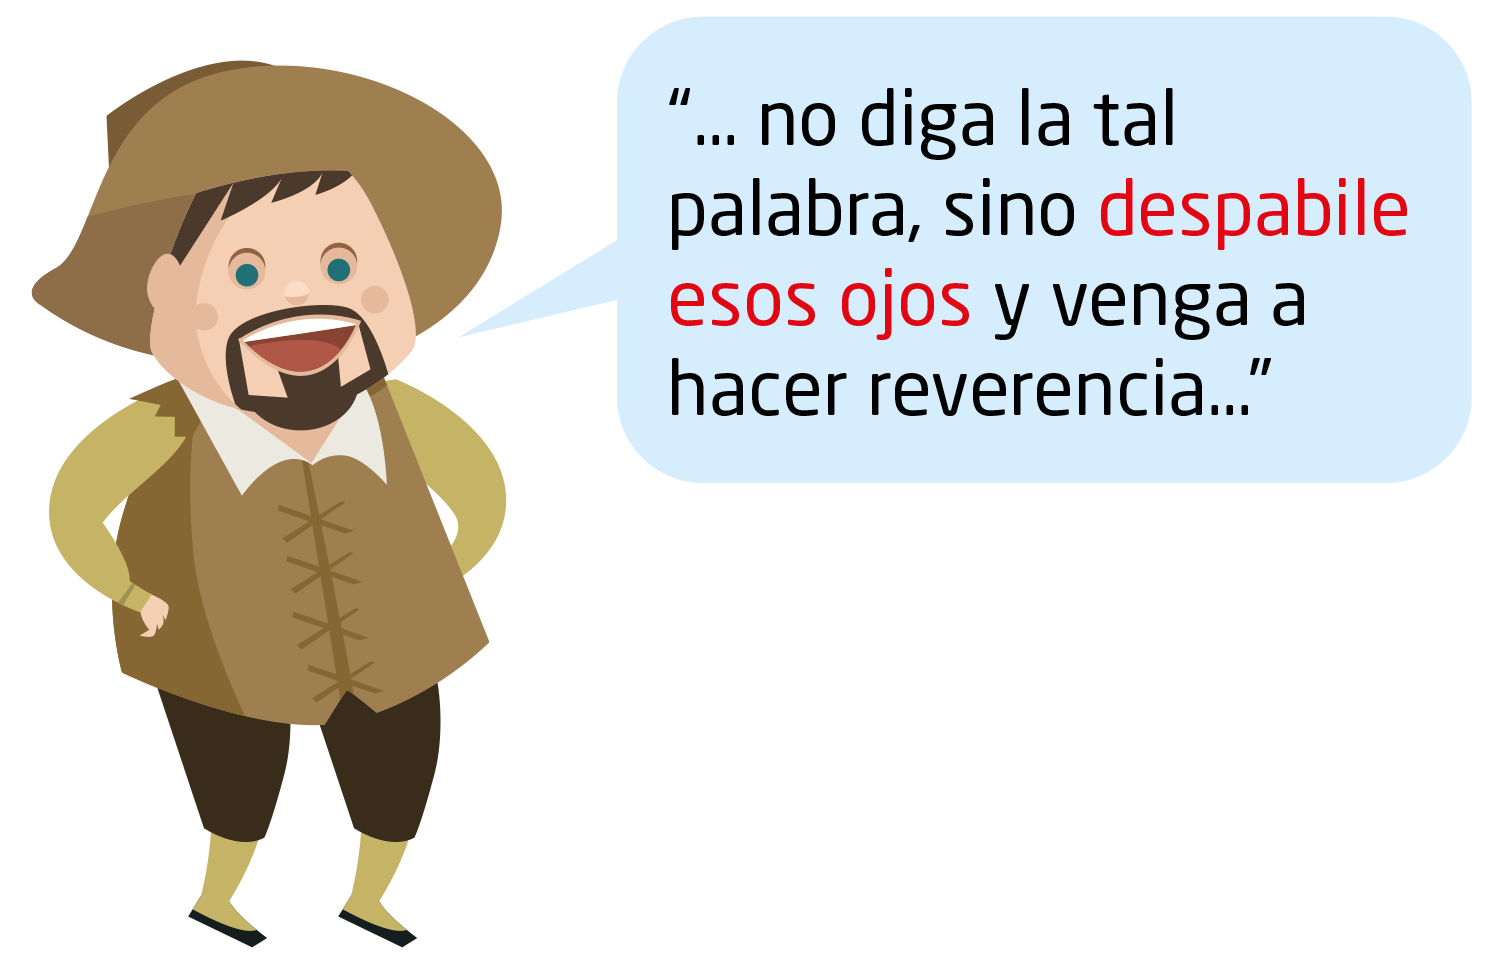 “... no diga la tal
palabra, sino despabile
esos ojos y venga a
hacer reverencia...”